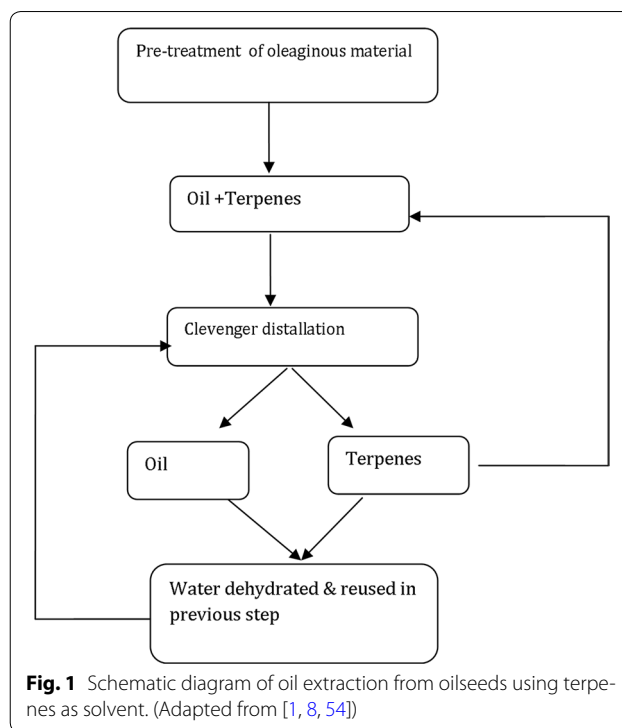 Pre-treatment of oleaginous material
Oil +Terpenes
Clevenger distallation
Oil
Terpenes
Water dehydrated & reused in
previous step
Fig. 1 Schematic diagram of oil extraction from oilseeds using terpe-
nes as solvent. (Adapted from [1, 8, 54])